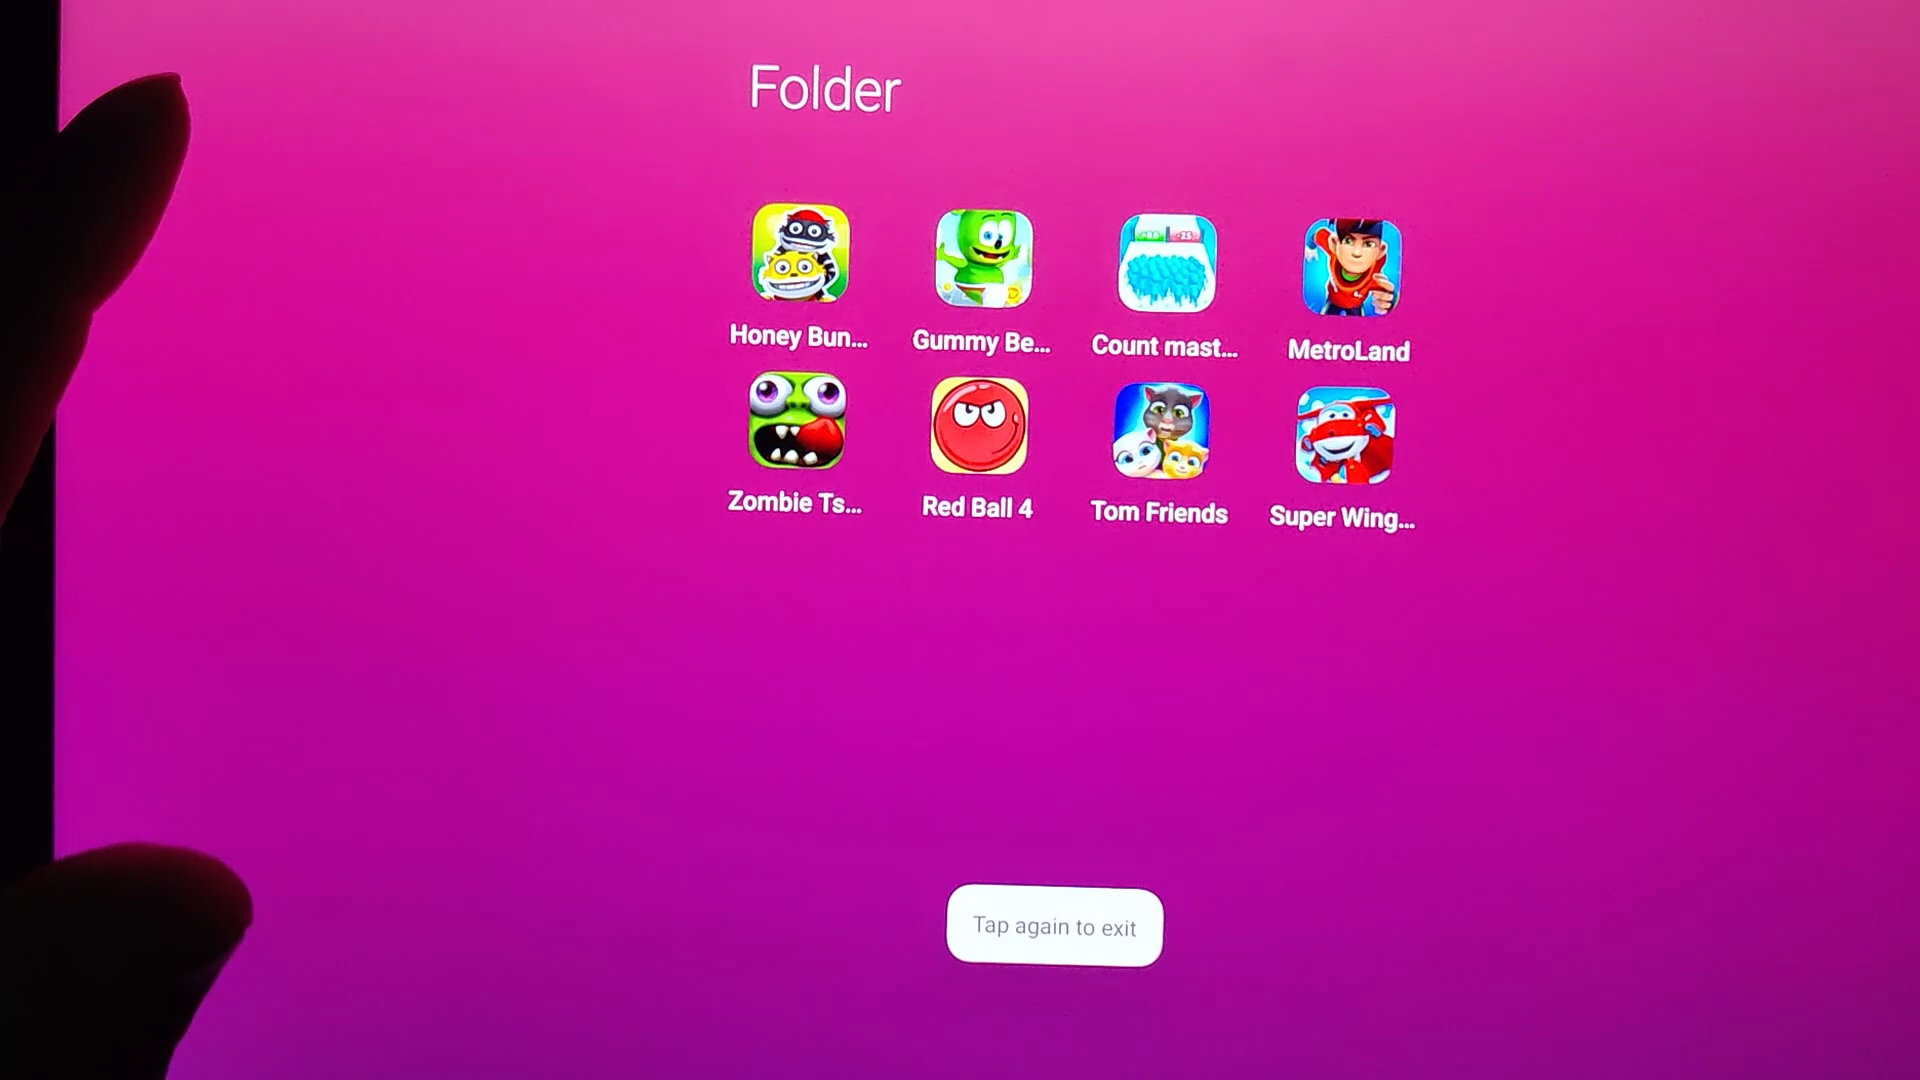 Folder
Honey Bun...
Gummy Be...
Count mast...
MetroLand
Zombie Ts...
Red Ball 4
Tom Friends
Super Wing...
Tap again to exit